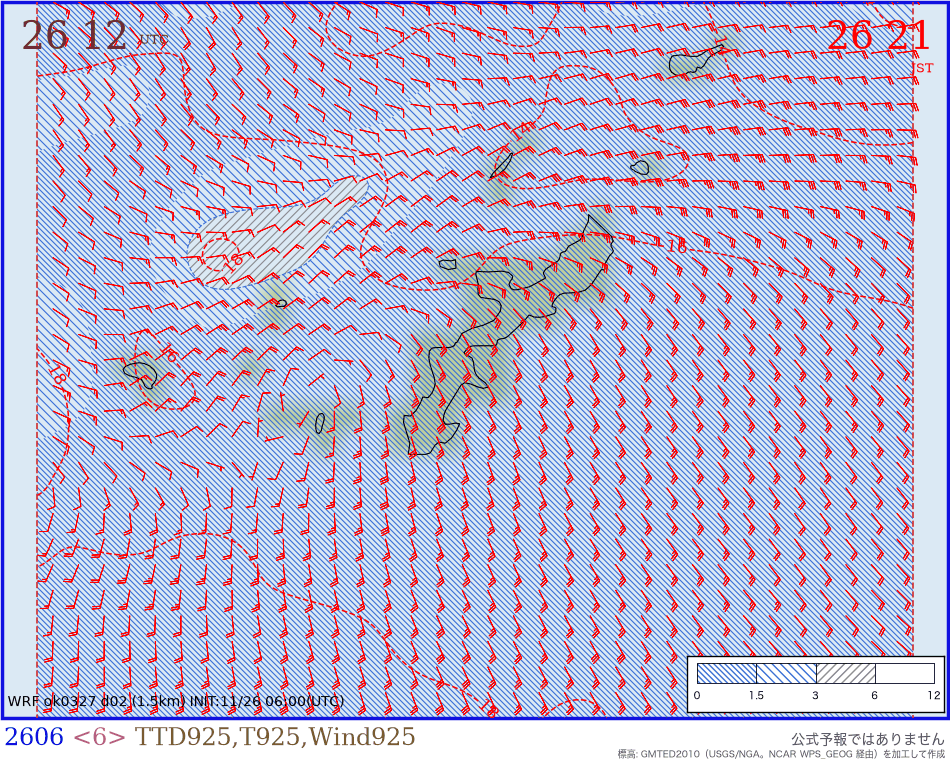 26 12 UTC
26 21
JST
14
18
18
18
18
18
WRF ok0327 d02 (1.5km) INIT:11/26 06:00(UTC)
0 1.5 3 6 12
2606 <6> TTD925,T925,Wind925
公式予報ではありません
標高: GMTED2010（USGS/NGA。NCAR WPS_GEOG 経由）を加工して作成